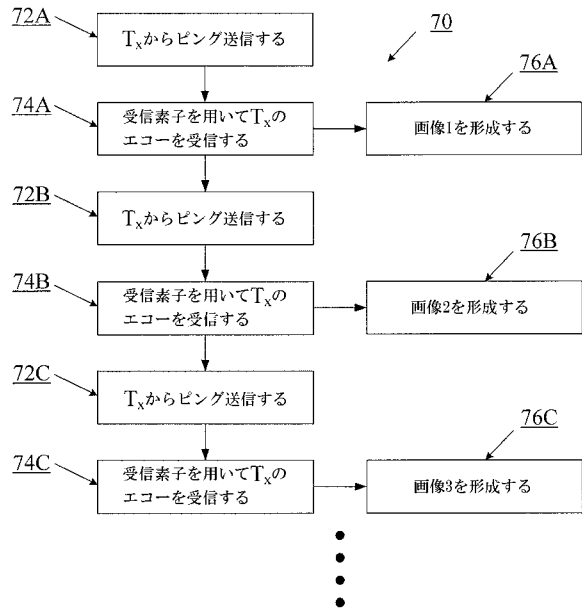 72A
Txからピング送信する
70
74A
受信素子を用いてTxの
エコーを受信する
76A
画像1を形成する
72B
Txからピング送信する
74B
受信素子を用いてTxの
エコーを受信する
76B
画像2を形成する
72C
Txからピング送信する
74C
受信素子を用いてTxの
エコーを受信する
76C
画像3を形成する